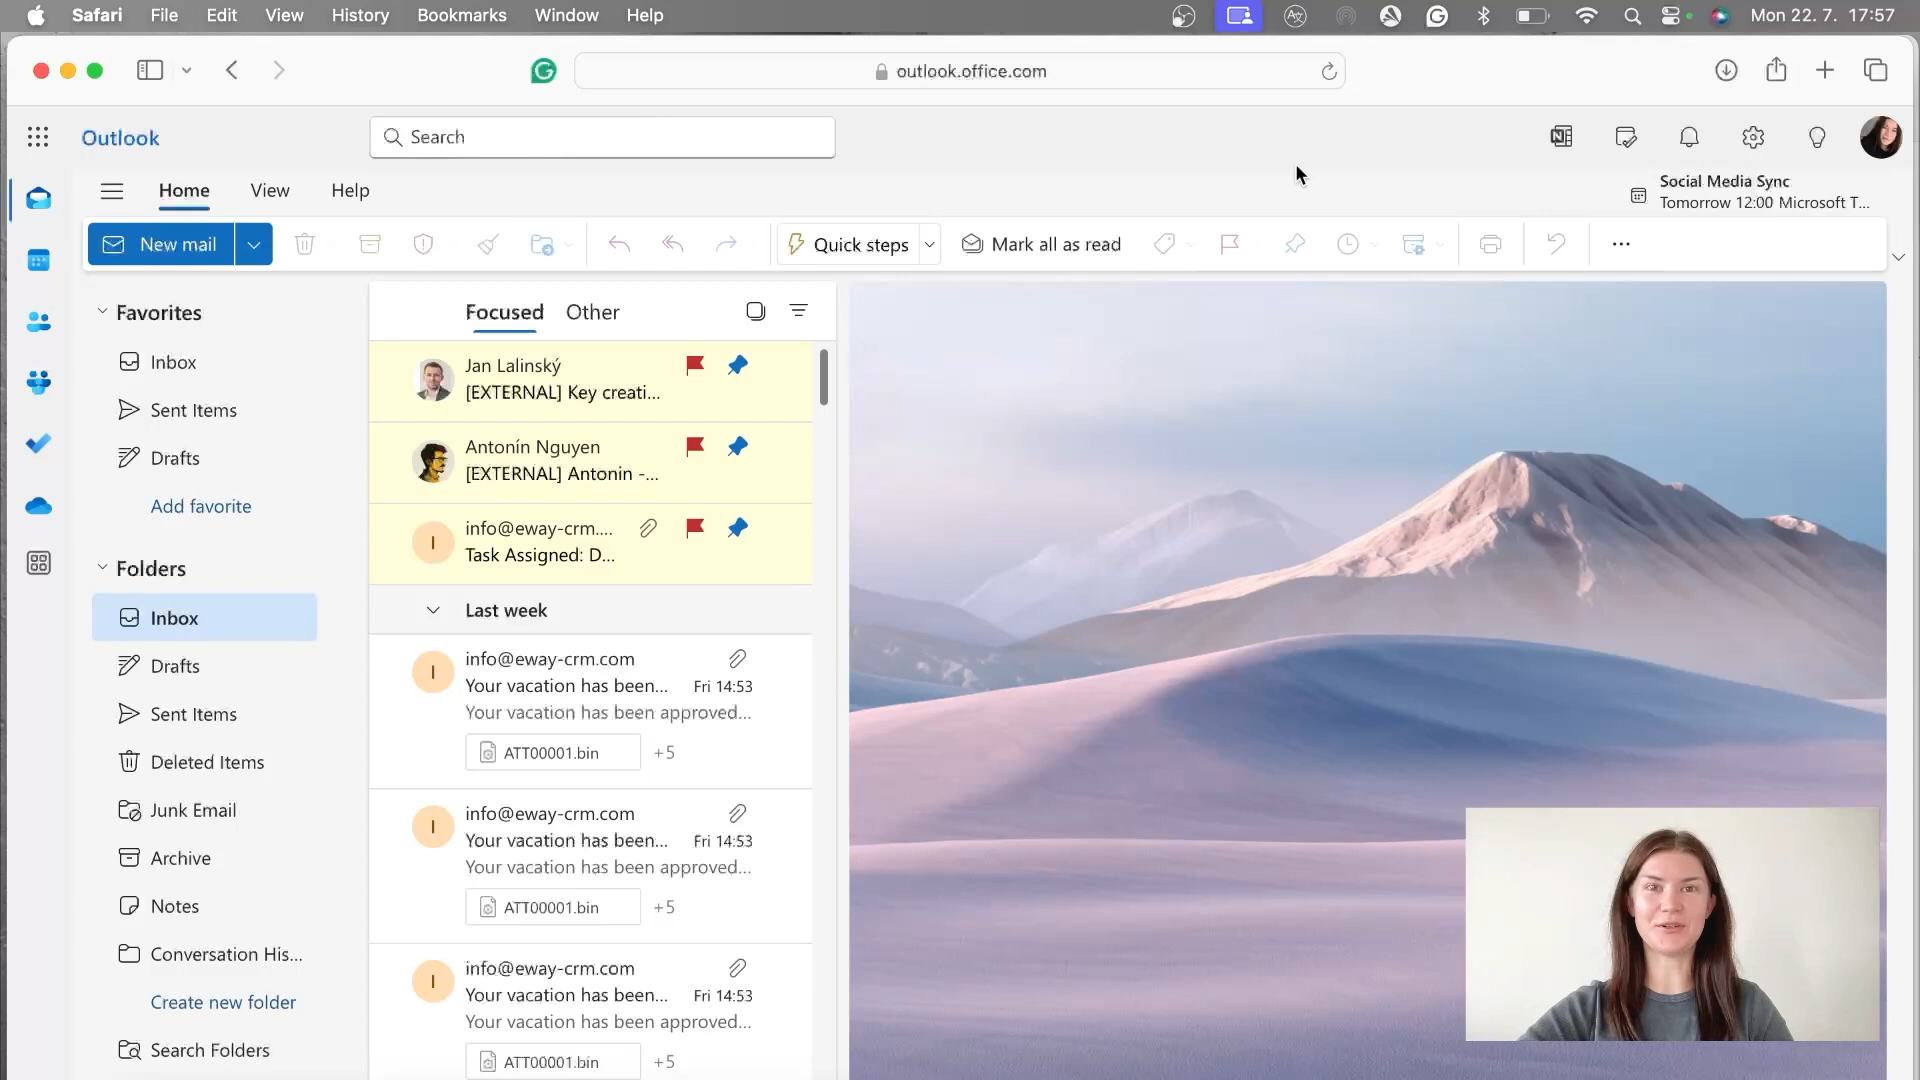 Safari File Edit View History Bookmarks Window Help Mon 22. 7. 17:57
outlook.office.com
Outlook
Search
Home View Help
Social Media Sync
Tomorrow 12:00 Microsoft T...
New mail
Quick steps
Mark all as read
Favorites
Inbox
Sent Items
Drafts
Add favorite
Folders
Inbox
Drafts
Sent Items
Deleted Items
Junk Email
Archive
Notes
Conversation His...
Create new folder
Search Folders
Focused Other
Jan Lalinský
[EXTERNAL] Key creati...
Antonín Nguyen
[EXTERNAL] Antonin -...
I
info@eway-crm....
Task Assigned: D...
Last week
I
info@eway-crm.com
Your vacation has been... Fri 14:53
Your vacation has been approved...
ATT00001.bin +5
I
info@eway-crm.com
Your vacation has been... Fri 14:53
Your vacation has been approved...
ATT00001.bin +5
I
info@eway-crm.com
Your vacation has been... Fri 14:53
Your vacation has been approved...
ATT00001.bin +5